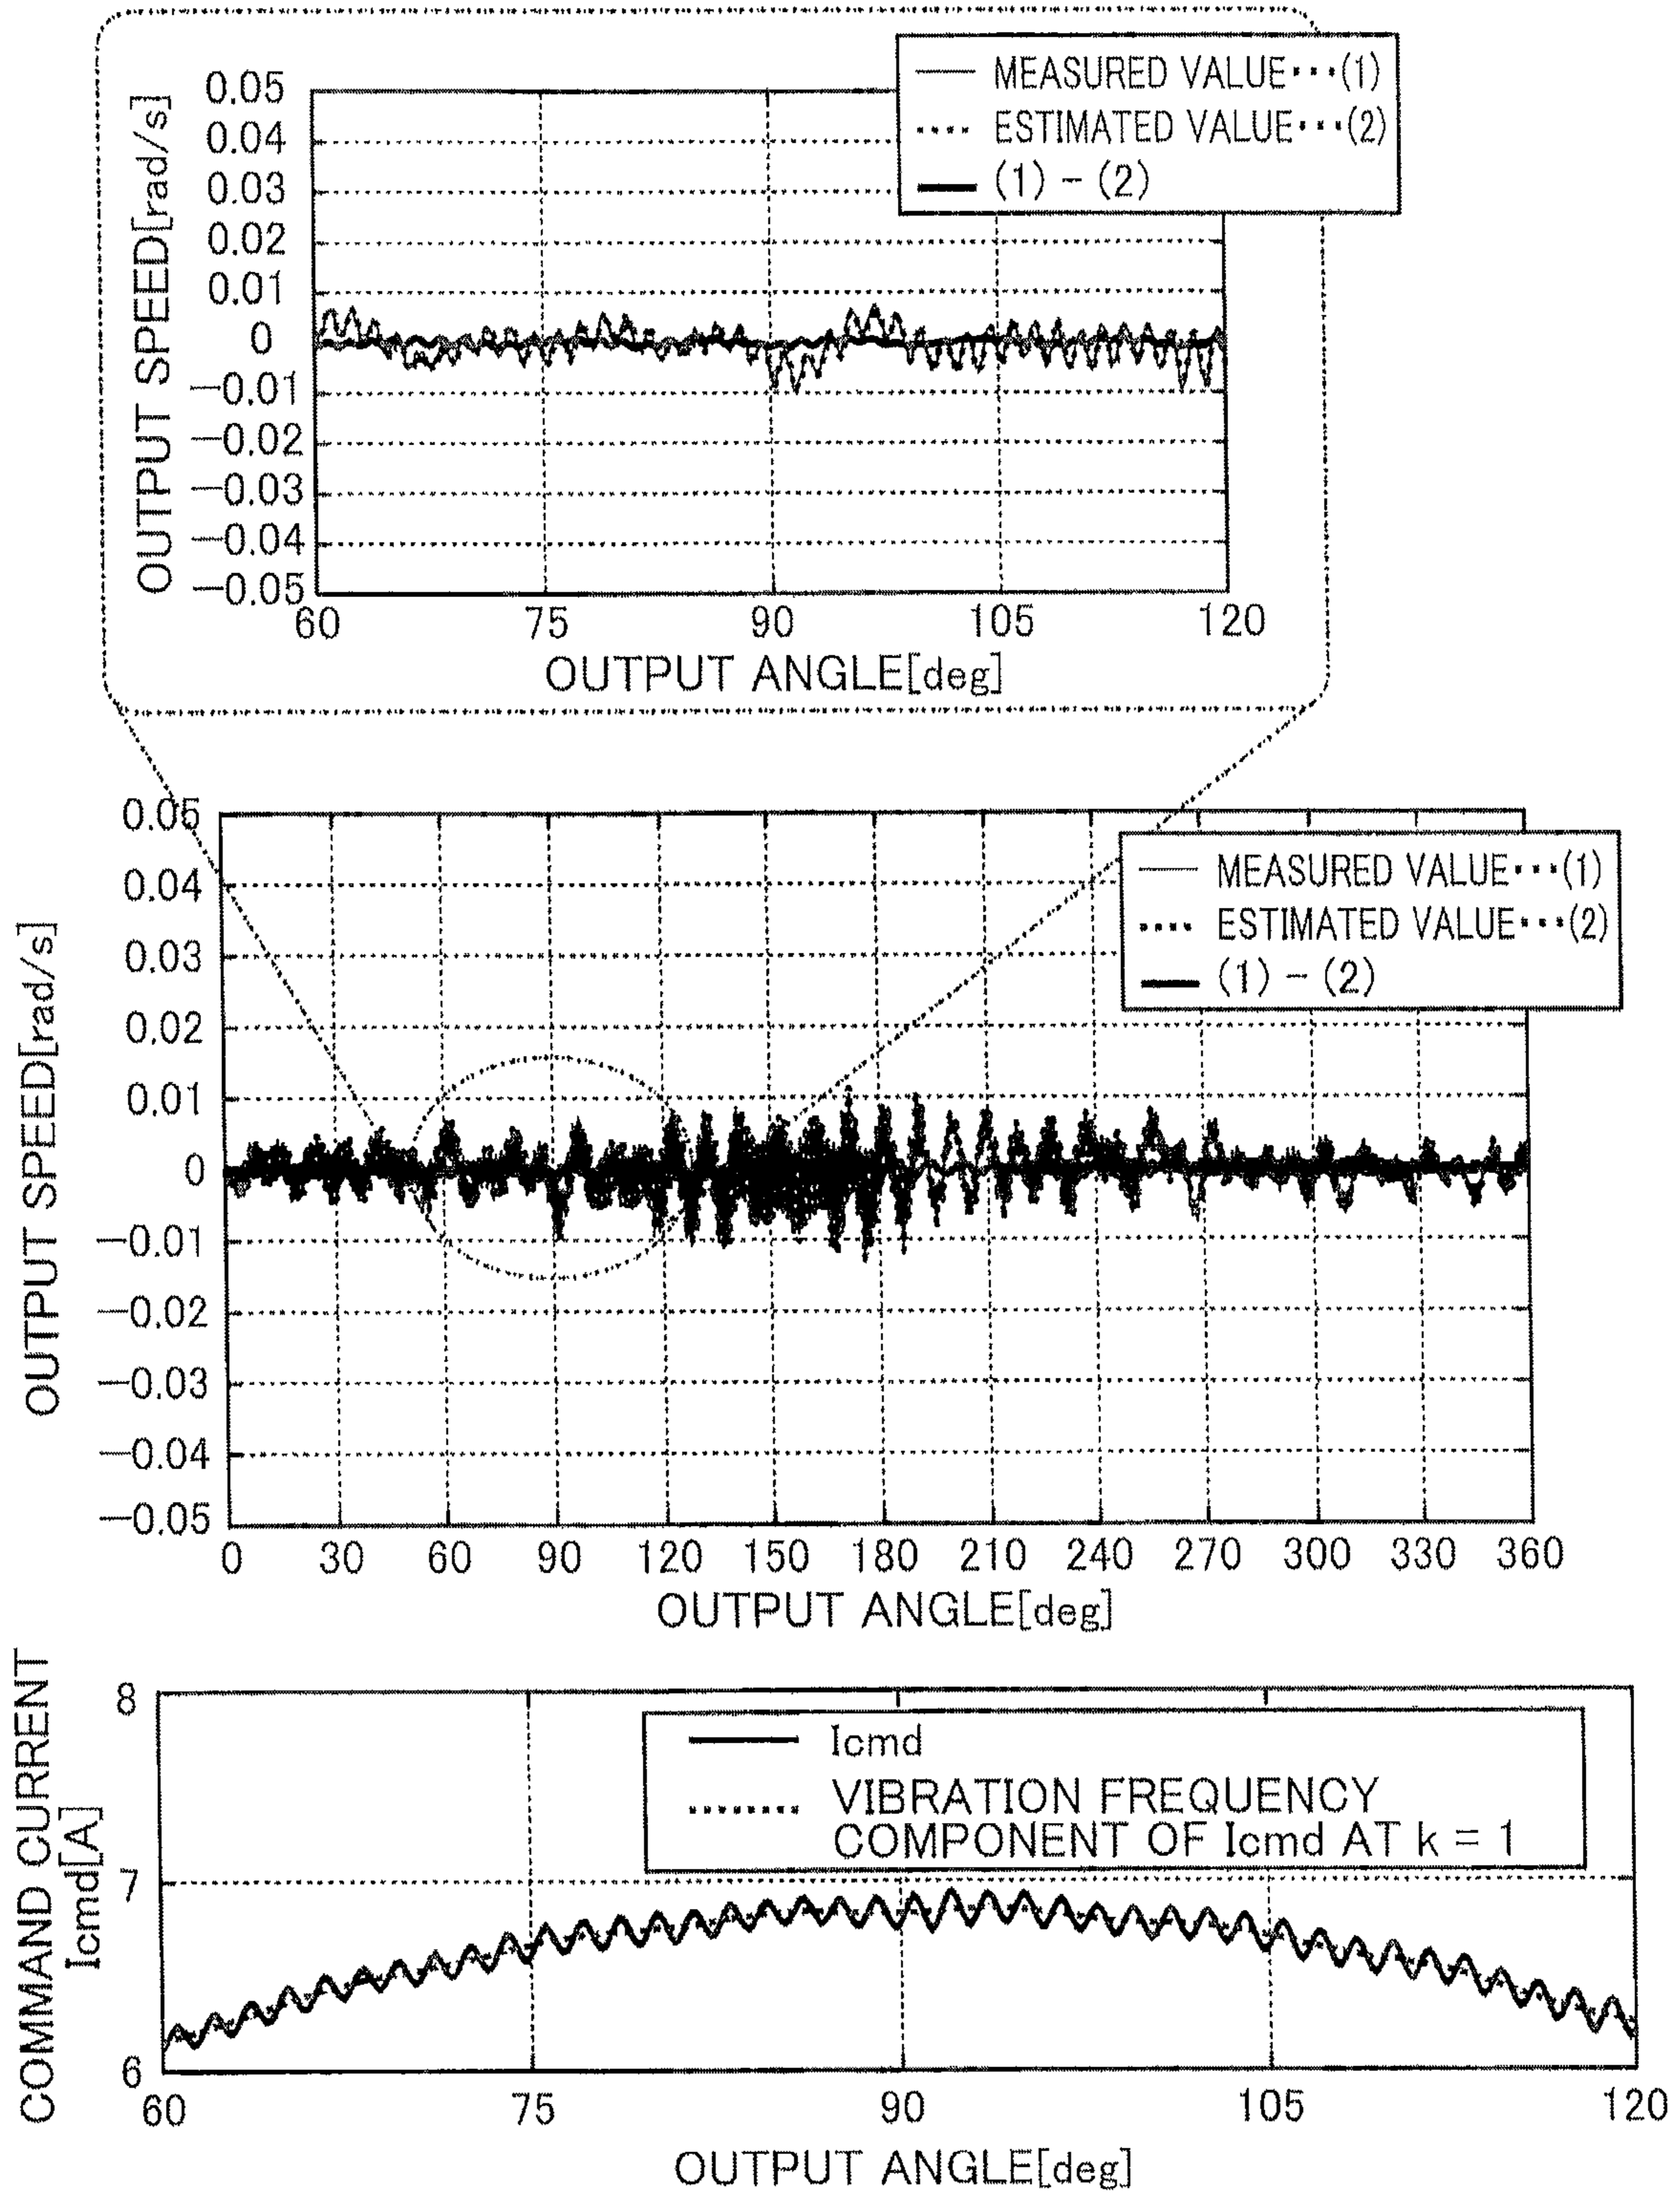 MEASURED VALUE···(1)
ESTIMATED VALUE···(2)
(1) − (2)
OUTPUT SPEED[rad/s]
0.05
0.04
0.03
0.02
0.01
0
−0.01
−0.02
−0.03
−0.04
−0.05
60 75 90 105 120
OUTPUT ANGLE[deg]
MEASURED VALUE···(1)
ESTIMATED VALUE···(2)
(1) − (2)
OUTPUT SPEED[rad/s]
0.05
0.04
0.03
0.02
0.01
0
−0.01
−0.02
−0.03
−0.04
−0.05
0 30 60 90 120 150 180 210 240 270 300 330 360
OUTPUT ANGLE[deg]
COMMAND CURRENT
Icmd[A]
8
7
6
Icmd
VIBRATION FREQUENCY
COMPONENT OF Icmd AT k = 1
60 75 90 105 120
OUTPUT ANGLE[deg]